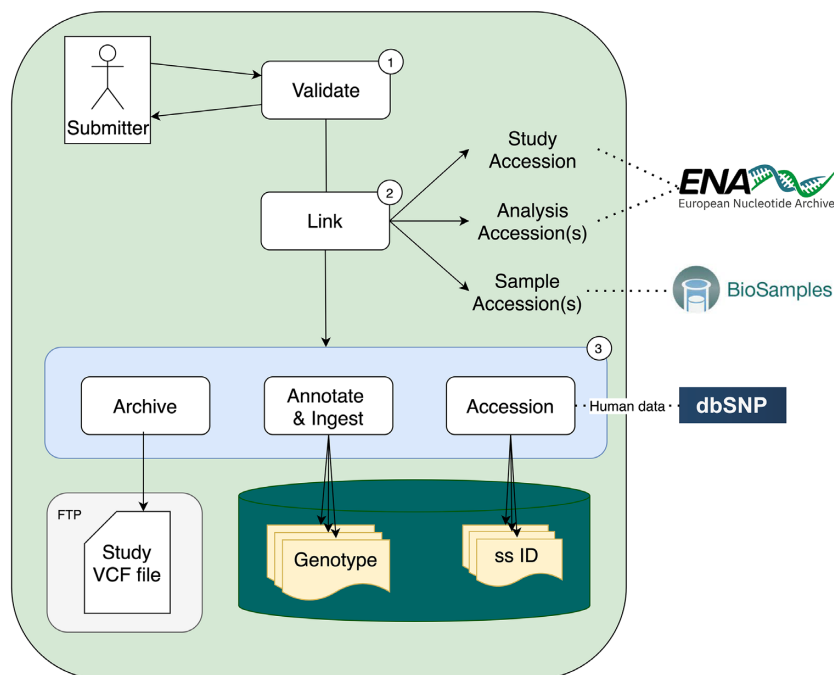 1
Validate
Submitter
Study
Accession
ENA
European Nucleotide Archive
2
Link
Analysis
Accession(s)
Sample
Accession(s)
BioSamples
3
Archive
Annotate
& Ingest
Accession
Human data
dbSNP
FTP
Study
VCF file
Genotype
ss ID